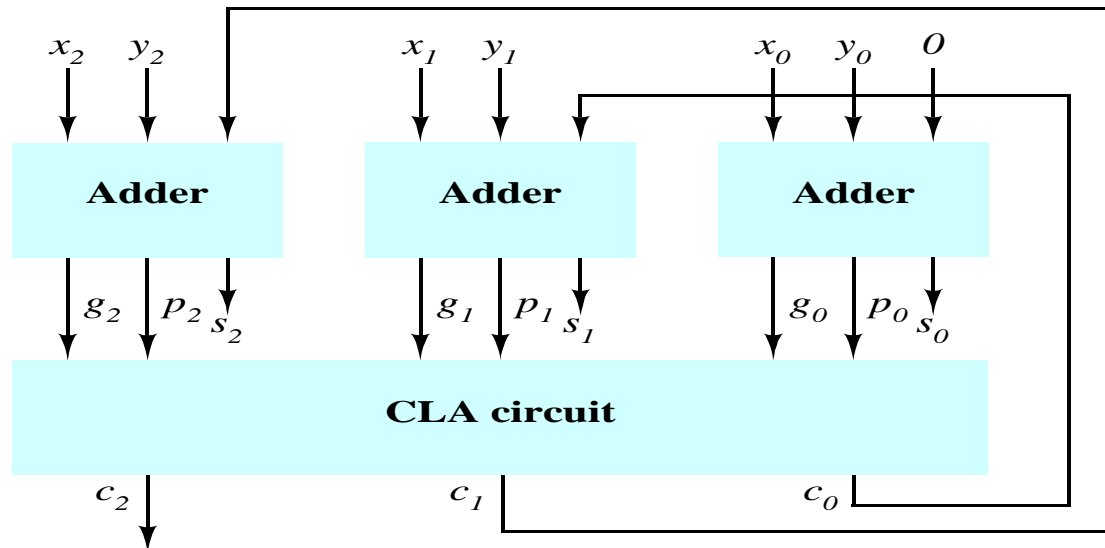 x₂ y₂ x₁ y₁ x₀ y₀ 0
Adder Adder Adder
g₂ p₂ s₂ g₁ p₁ s₁ g₀ p₀ s₀
CLA circuit
c₂ c₁ c₀